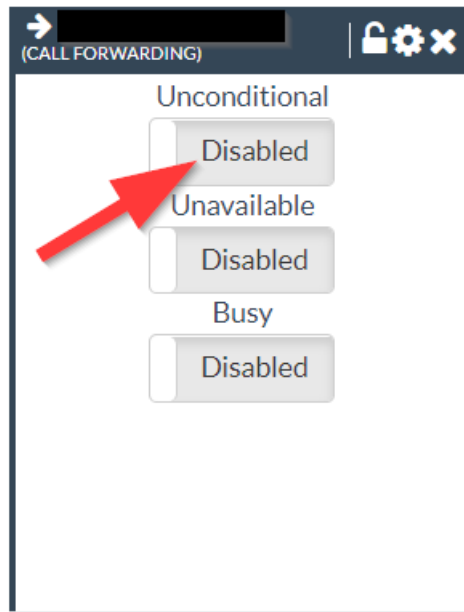 (CALL FORWARDING)
Unconditional
Disabled
Unavailable
Disabled
Busy
Disabled